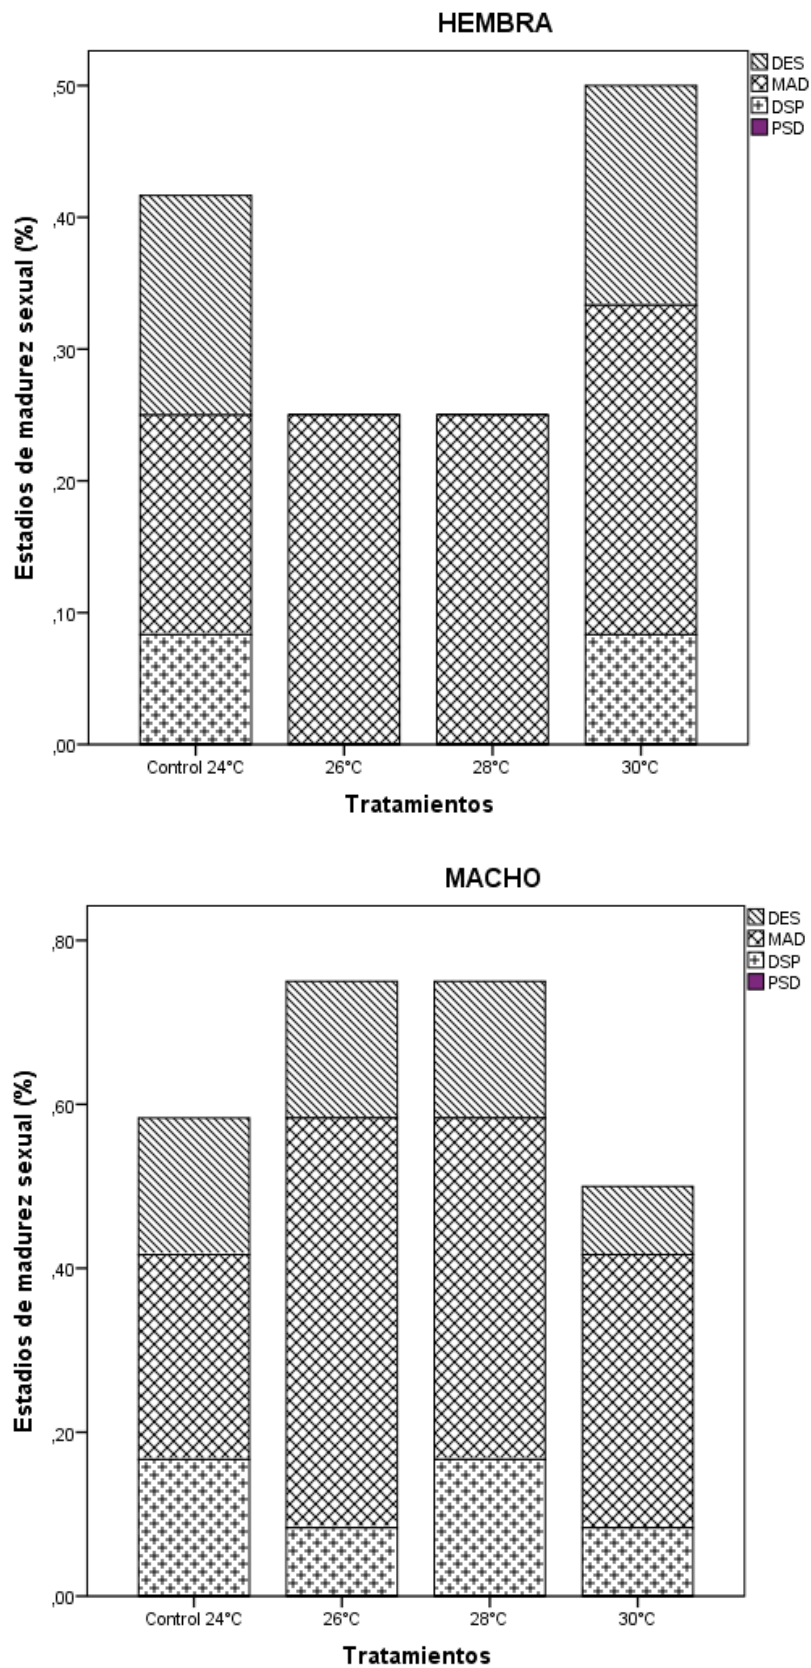 HEMBRA
DES
MAD
DSP
PSD
Estadios de madurez sexual (%)
,50
,40
,30
,20
,10
,00
Control 24°C 26°C 28°C 30°C
Tratamientos
MACHO
DES
MAD
DSP
PSD
Estadios de madurez sexual (%)
,80
,60
,40
,20
,00
Control 24°C 26°C 28°C 30°C
Tratamientos